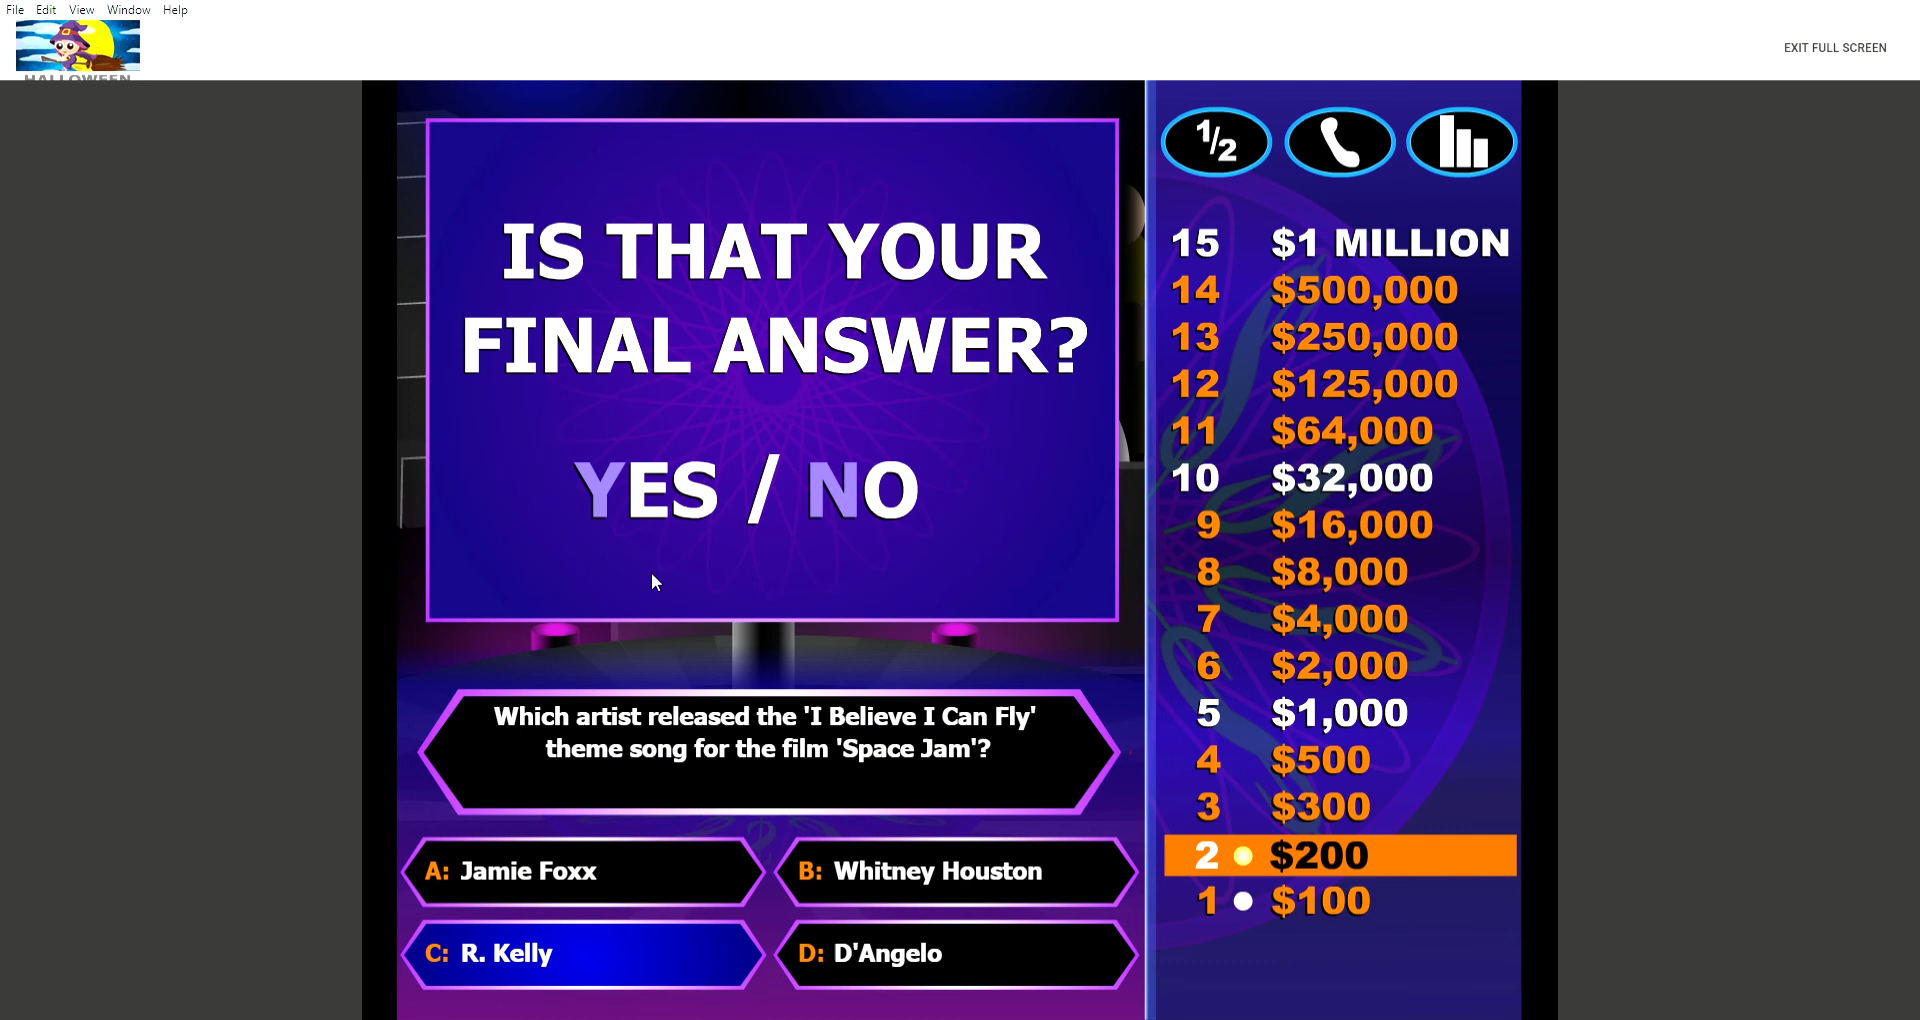 File Edit View Window Help
HALLOWEEN
EXIT FULL SCREEN
IS THAT YOUR
FINAL ANSWER?
YES / NO
Which artist released the 'I Believe I Can Fly'
theme song for the film 'Space Jam'?
A: Jamie Foxx
B: Whitney Houston
C: R. Kelly
D: D'Angelo
1/2
15 $1 MILLION
14 $500,000
13 $250,000
12 $125,000
11 $64,000
10 $32,000
9 $16,000
8 $8,000
7 $4,000
6 $2,000
5 $1,000
4 $500
3 $300
2 $200
1 $100